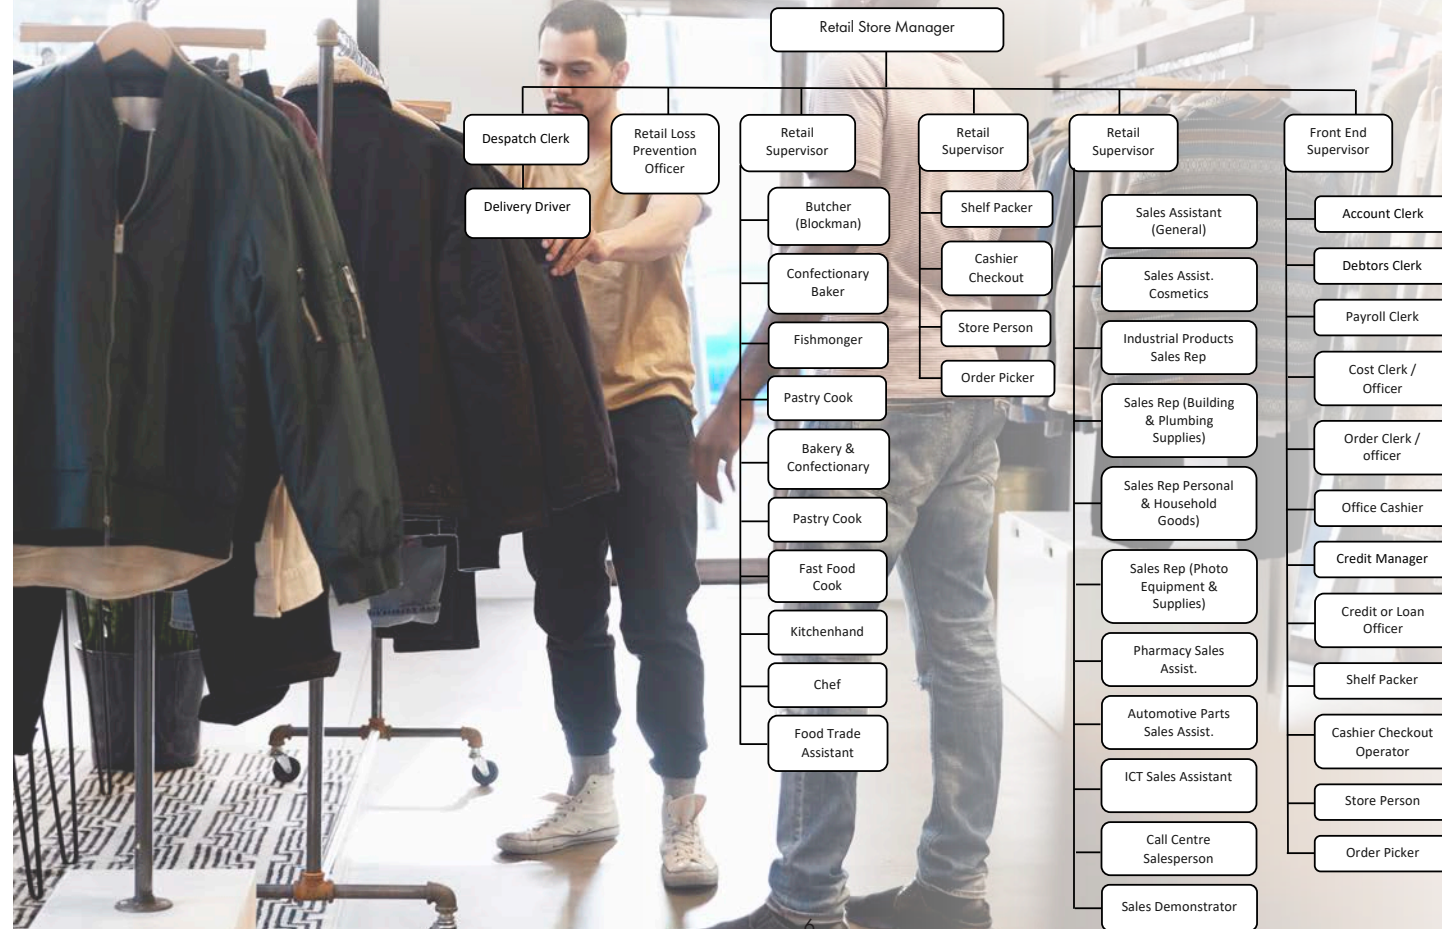 Retail Store Manager
Despatch Clerk
Delivery Driver
Retail Loss
Prevention
Officer
Retail
Supervisor
Butcher
(Blockman)
Confectionary
Baker
Fishmonger
Pastry Cook
Bakery &
Confectionary
Pastry Cook
Fast Food
Cook
Kitchenhand
Chef
Food Trade
Assistant
Retail
Supervisor
Shelf Packer
Cashier
Checkout
Store Person
Order Picker
Retail
Supervisor
Sales Assistant
(General)
Sales Assist.
Cosmetics
Industrial Products
Sales Rep
Sales Rep (Building
& Plumbing
Supplies)
Sales Rep Personal
& Household
Goods)
Sales Rep (Photo
Equipment &
Supplies)
Pharmacy Sales
Assist.
Automotive Parts
Sales Assist.
ICT Sales Assistant
Call Centre
Salesperson
Sales Demonstrator
Front End
Supervisor
Account Clerk
Debtors Clerk
Payroll Clerk
Cost Clerk /
Officer
Order Clerk /
officer
Office Cashier
Credit Manager
Credit or Loan
Officer
Shelf Packer
Cashier Checkout
Operator
Store Person
Order Picker
6